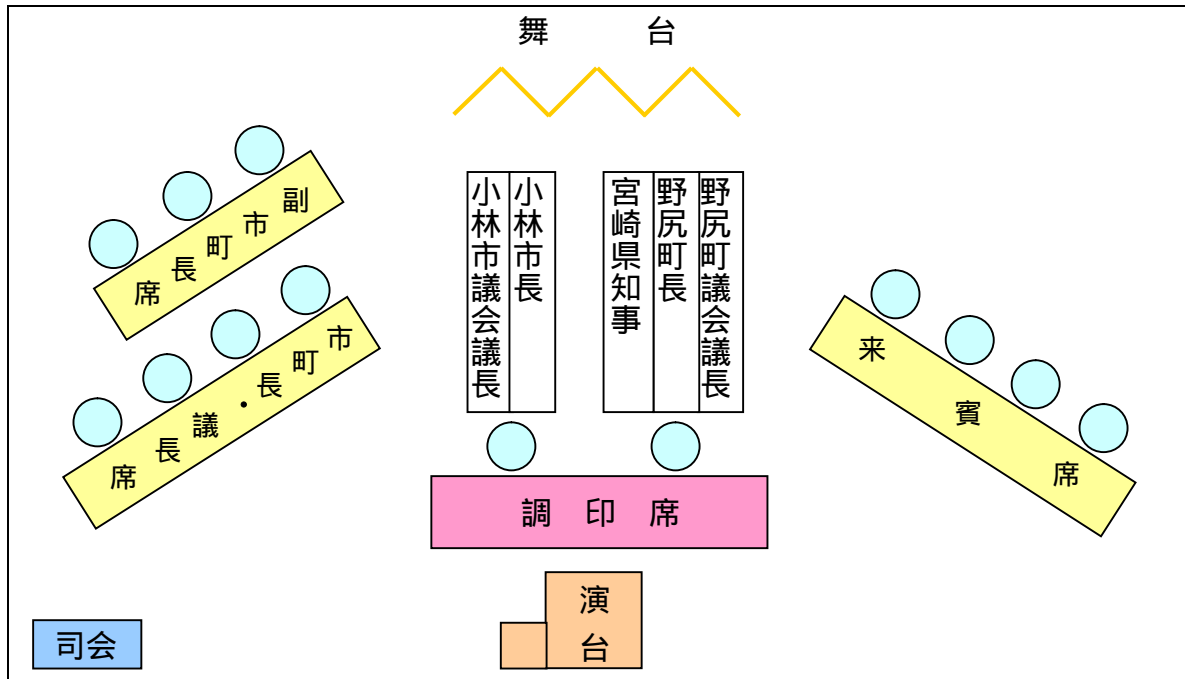 舞台
副市町長席
市町長・議長席
小林市議会議長
小林市長
宮崎県知事
野尻町長
野尻町議会議長
来賓席
調印席
演台
司会